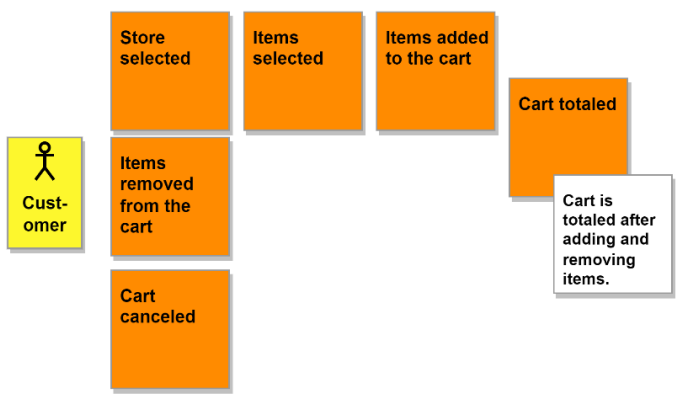 Store
selected
Items
selected
Items added
to the cart
Cart totaled
Cust-
omer
Items
removed
from the
cart
Cart is
totaled after
adding and
removing
items.
Cart
canceled